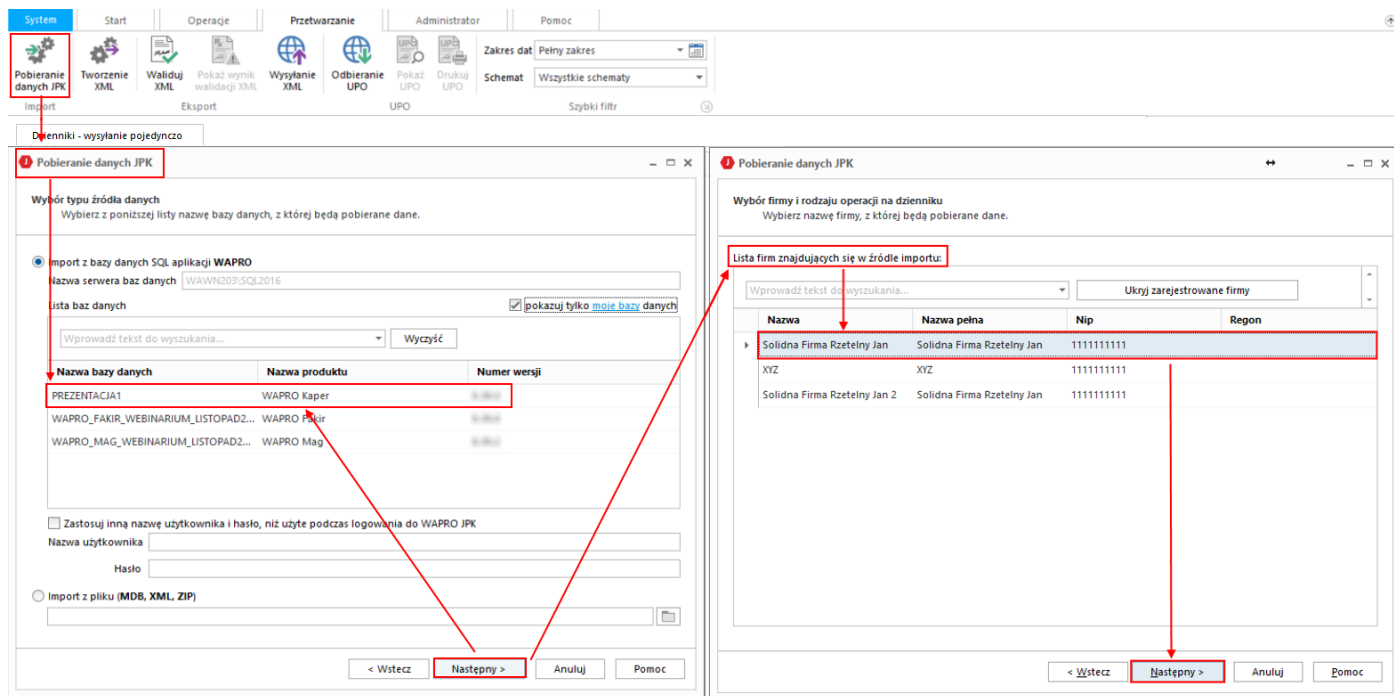 System Start Operacje Przetwarzanie Administrator Pomoc
Pobieranie danych JPK
Tworzenie XML
Waliduj XML
Pokaż wynik walidacji XML
Wysyłanie XML
Odbieranie UPO
Pokaż UPO
Drukuj UPO
Zakres dat Pełny zakres
Schemat Wszystkie schematy
Import Eksport UPO Szybki filtr
Dzienniki - wysyłanie pojedynczo
Pobieranie danych JPK
Wybór typu źródła danych
Wybierz z poniższej listy nazwę bazy danych, z której będą pobierane dane.
Import z bazy danych SQL aplikacji WAPRO
Nazwa serwera baz danych WAWN203\SQL2016
Lista baz danych pokazuj tylko moje bazy danych
Wprowadź tekst do wyszukania... Wyczyść
Nazwa bazy danych Nazwa produktu Numer wersji
PREZENTACJA1 WAPRO Kaper
WAPRO_FAKIR_WEBINARIUM_LISTOPAD2... WAPRO Fakir
WAPRO_MAG_WEBINARIUM_LISTOPAD2... WAPRO Mag
Zastosuj inną nazwę użytkownika i hasło, niż użyte podczas logowania do WAPRO JPK
Nazwa użytkownika
Hasło
Import z pliku (MDB, XML, ZIP)
< Wstecz Następny > Anuluj Pomoc
Pobieranie danych JPK
Wybór firmy i rodzaju operacji na dzienniku
Wybierz nazwę firmy, z której będą pobierane dane.
Lista firm znajdujących się w źródle importu:
Wprowadź tekst do wyszukania... Ukryj zarejestrowane firmy
Nazwa Nazwa pełna Nip Regon
Solidna Firma Rzetelny Jan Solidna Firma Rzetelny Jan 1111111111
XYZ XYZ 1111111111
Solidna Firma Rzetelny Jan 2 Solidna Firma Rzetelny Jan 1111111111
< Wstecz Następny > Anuluj Pomoc